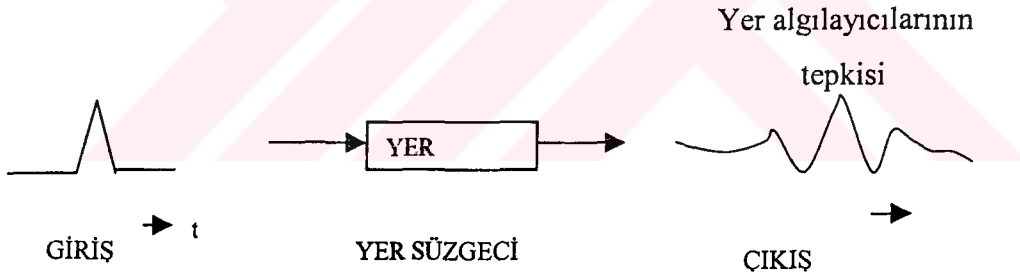 Yer algılayıcılarının
tepkisi
YER
t
GİRİŞ
YER SÜZGECİ
ÇIKIŞ